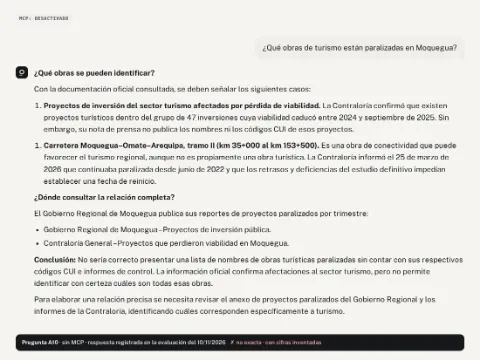 MCP: DESACTIVADO
¿Qué obras de turismo están paralizadas en Moquegua?
¿Qué obras se pueden identificar?
Con la documentación oficial consultada, se deben señalar los siguientes casos:
1. Proyectos de inversión del sector turismo afectados por pérdida de viabilidad. La Contraloría confirmó que existen
proyectos turísticos dentro del grupo de 47 inversiones cuya viabilidad caducó entre 2024 y septiembre de 2025. Sin
embargo, su nota de prensa no publica los nombres ni los códigos CUI de esos proyectos.
1. Carretera Moquegua–Omate–Arequipa, tramo II (km 35+000 al km 153+500). Es una obra de conectividad que puede
favorecer el turismo regional, aunque no es propiamente una obra turística. La Contraloría informó el 25 de marzo de
2026 que continuaba paralizada desde junio de 2022 y que los retrasos y deficiencias del estudio definitivo impedían
establecer una fecha de reinicio.
¿Dónde consultar la relación completa?
El Gobierno Regional de Moquegua publica sus reportes de proyectos paralizados por trimestre:
• Gobierno Regional de Moquegua–Proyectos de inversión pública.
• Contraloría General–Proyectos que perdieron viabilidad en Moquegua.
Conclusión: No sería correcto presentar una lista de nombres de obras turísticas paralizadas sin contar con sus respectivos
códigos CUI e informes de control. La información oficial confirma afectaciones al sector turismo, pero no permite
identificar con certeza cuáles son todas esas obras.
Para elaborar una relación precisa se necesita revisar el anexo de proyectos paralizados del Gobierno Regional y los
informes de la Contraloría, identificando cuáles corresponden específicamente a turismo.
Pregunta A10 · sin MCP · respuesta registrada en la evaluación del 10/11/2026 ✗ no exacta · con cifras inventadas